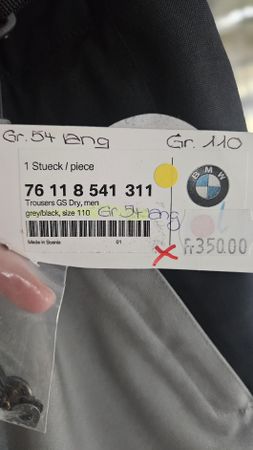 Gr. 54 lang Gr. 110
1 Stueck / piece
BMW
76 11 8 541 311
Trousers GS Dry, men
grey/black, size 110 Gr. 54 lang
Made in Bosnia 01
Fr 350.00